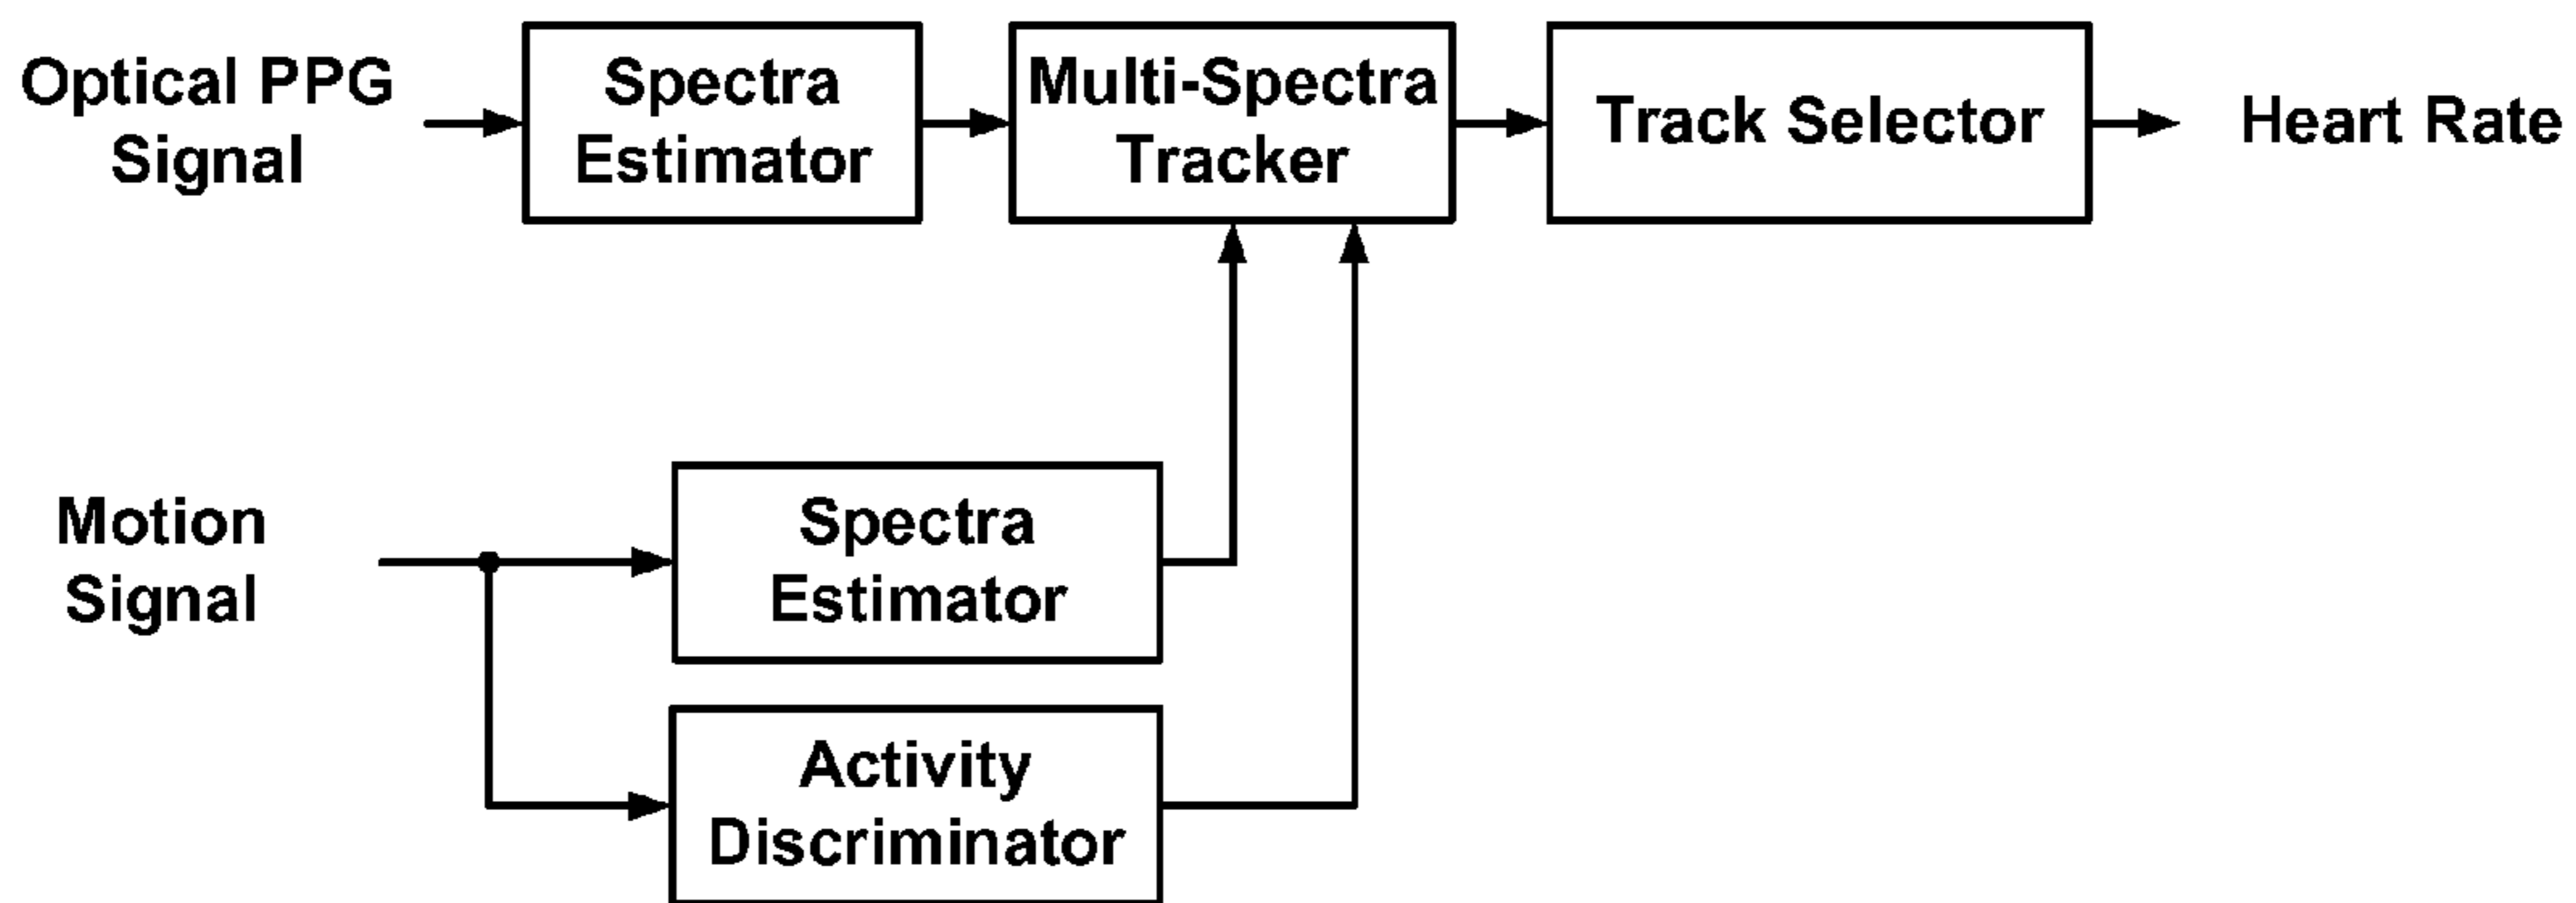 Optical PPG
Signal
Spectra
Estimator
Multi-Spectra
Tracker
Track Selector
Heart Rate
Motion
Signal
Spectra
Estimator
Activity
Discriminator